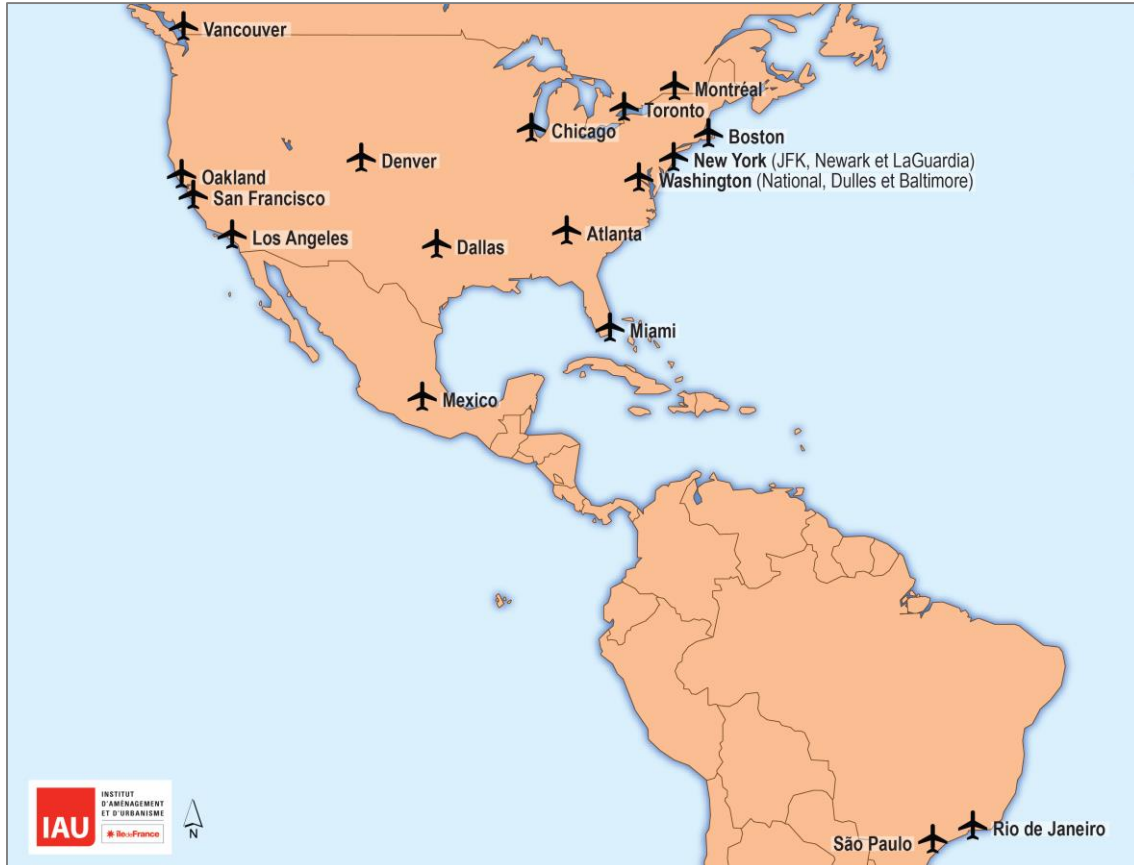 Vancouver
Montréal
Toronto
Chicago
Boston
Denver
New York (JFK, Newark et LaGuardia)
Oakland
Washington (National, Dulles et Baltimore)
San Francisco
Los Angeles
Dallas
Atlanta
Miami
Mexico
INSTITUT
D'AMÉNAGEMENT
ET D'URBANISME
IAU
îledeFrance
N
Rio de Janeiro
São Paulo